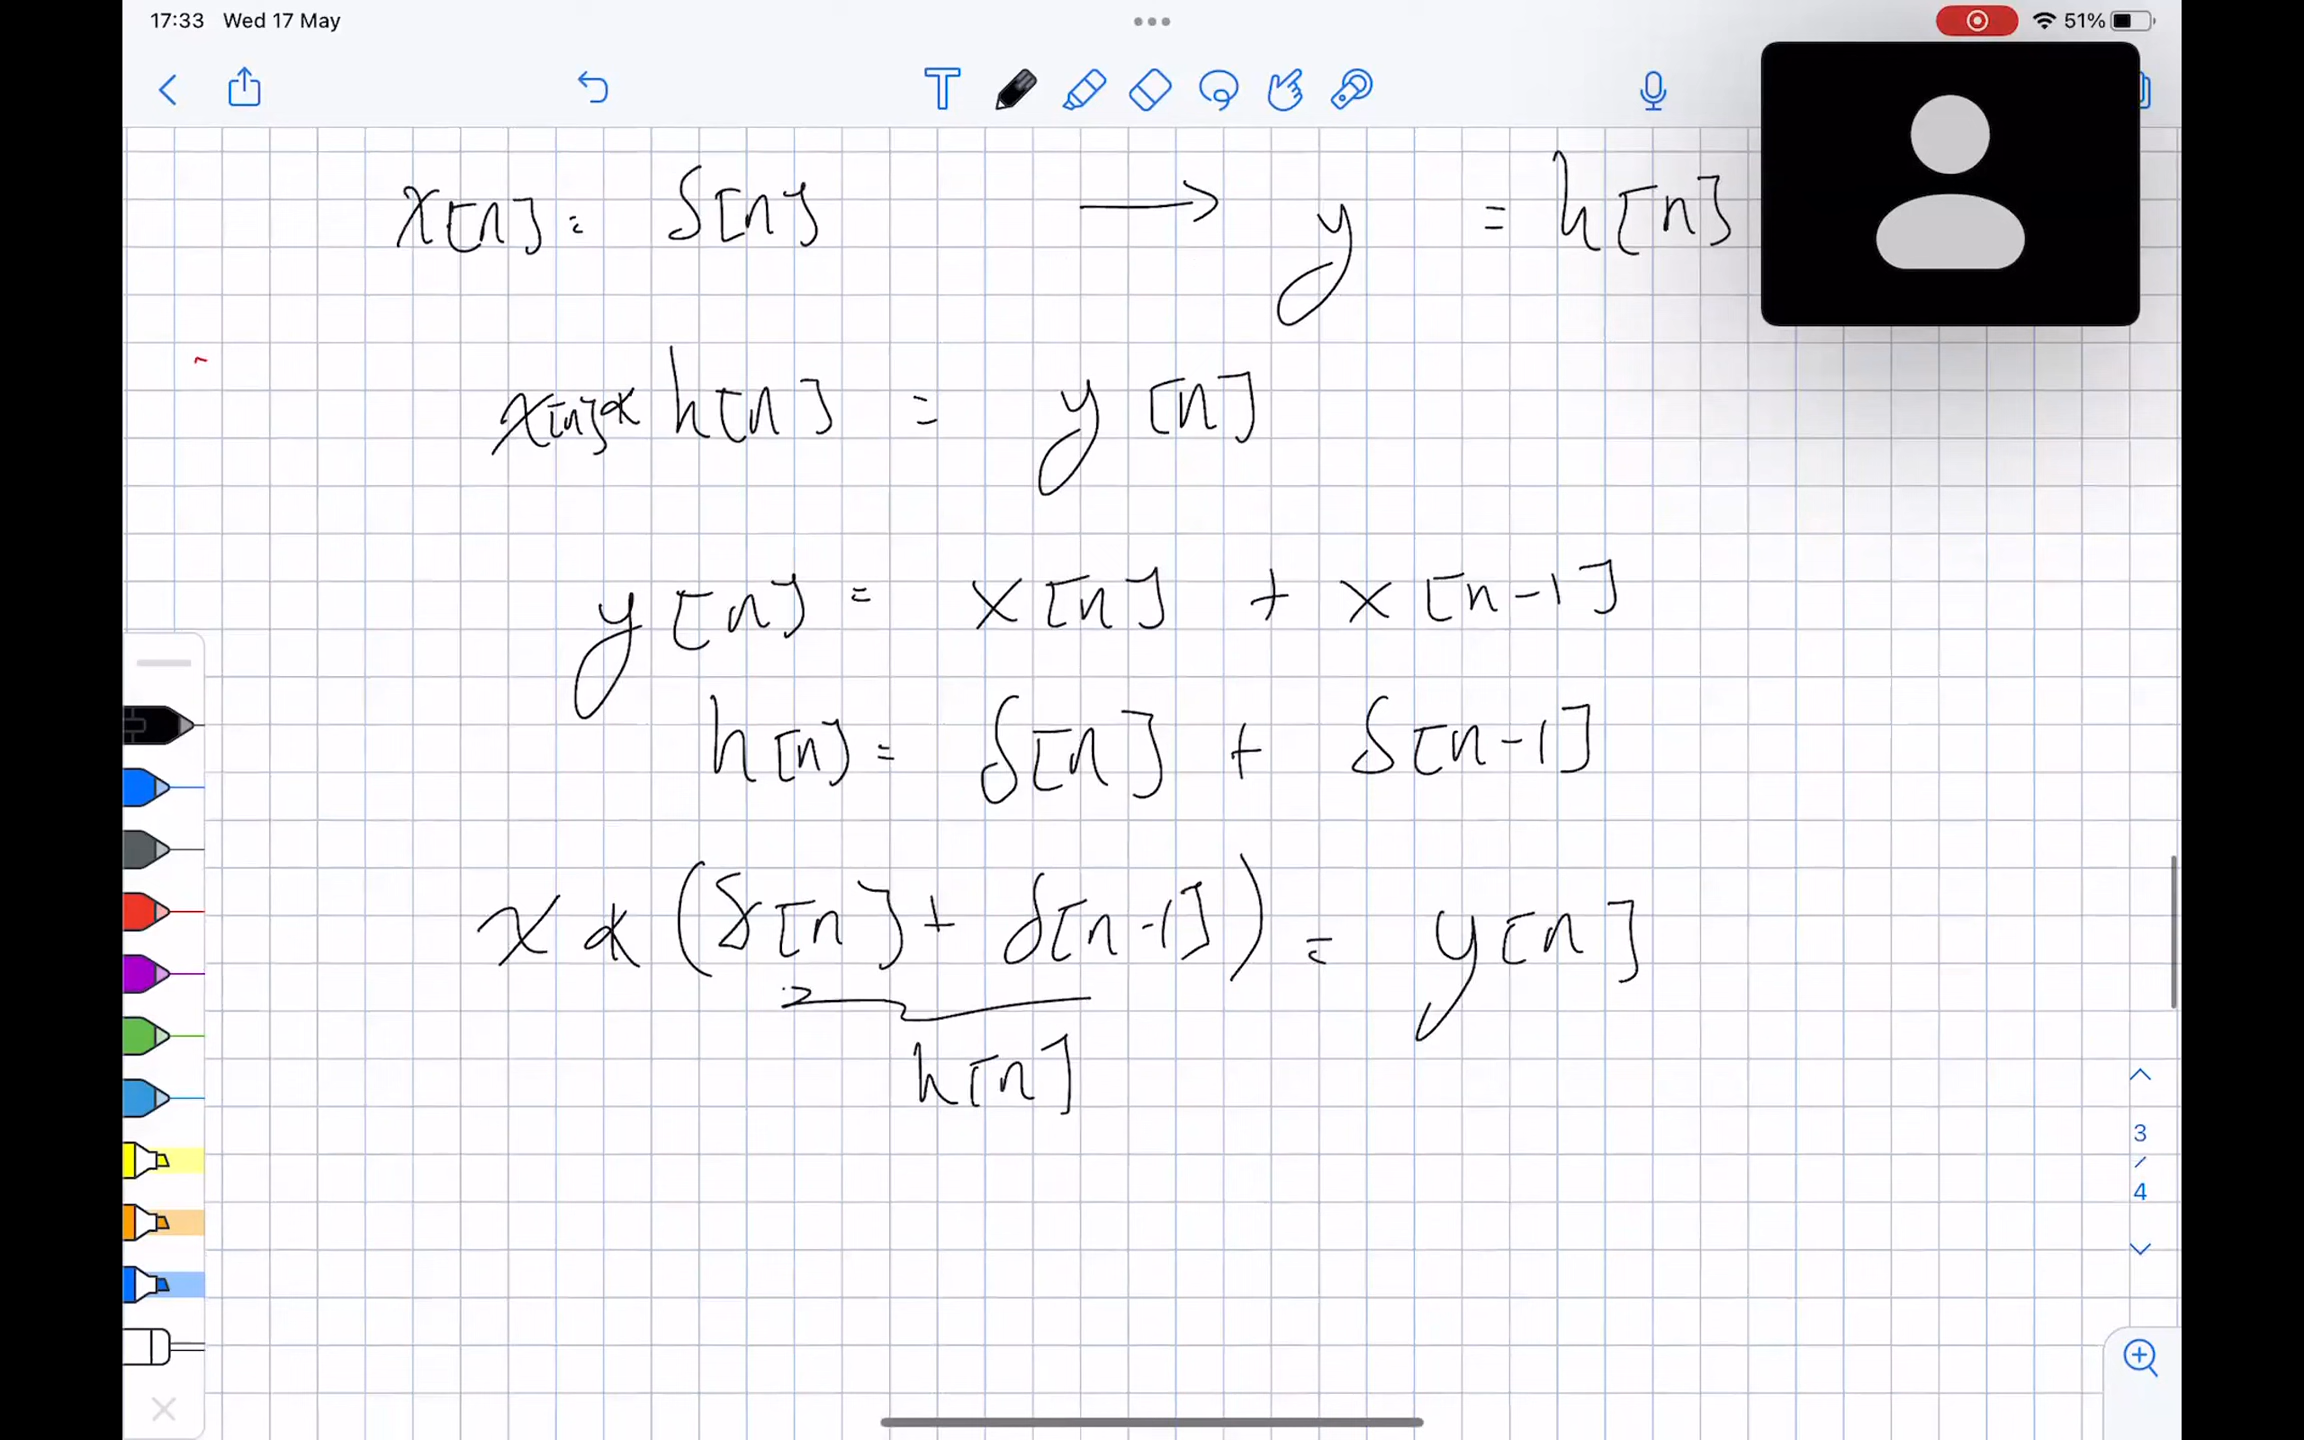 17:33 Wed 17 May
51%
T
x[n] = δ[n] → y = h[n]
x[n] * h[n] = y[n]
y[n] = x[n] + x[n-1]
h[n] = δ[n] + δ[n-1]
x * (δ[n] + δ[n-1]) = y[n]
h[n]
3
/
4